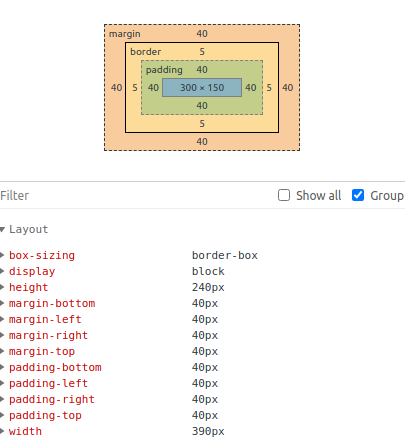 margin 40
border 5
padding 40
40 5 40 300 × 150 40 5 40
40
5
40
Filter Show all Group
Layout
box-sizing border-box
display block
height 240px
margin-bottom 40px
margin-left 40px
margin-right 40px
margin-top 40px
padding-bottom 40px
padding-left 40px
padding-right 40px
padding-top 40px
width 390px